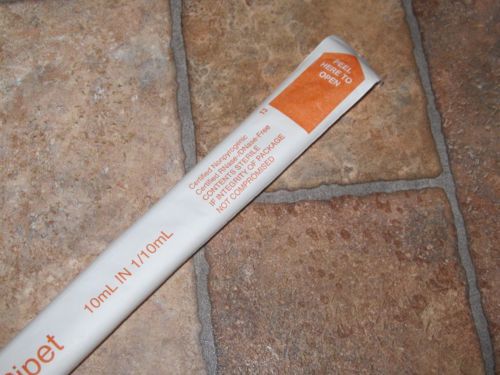 PEEL
HERE TO
OPEN
13
Certified Nonpyrogenic
Certified RNase-/DNase-Free
CONTENTS STERILE
IF INTEGRITY OF PACKAGE
NOT COMPROMISED
10mL IN 1/10mL
ipet